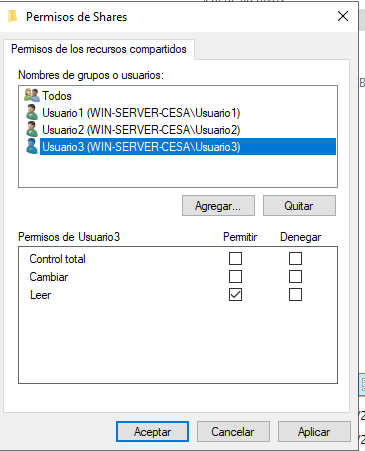 Permisos de Shares
Permisos de los recursos compartidos
Nombres de grupos o usuarios:
Todos
Usuario1 (WIN-SERVER-CESA\Usuario1)
Usuario2 (WIN-SERVER-CESA\Usuario2)
Usuario3 (WIN-SERVER-CESA\Usuario3)
Agregar... Quitar
Permisos de Usuario3 Permitir Denegar
Control total
Cambiar
Leer
Aceptar Cancelar Aplicar